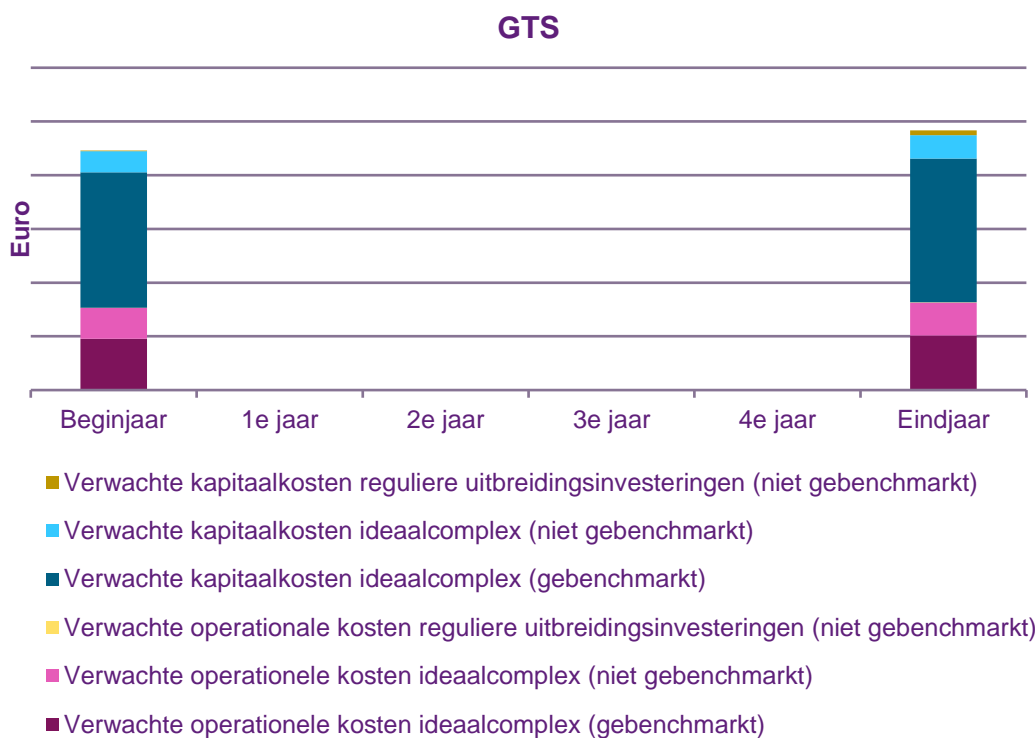 GTS
Euro
Beginjaar 1e jaar 2e jaar 3e jaar 4e jaar Eindjaar
Verwachte kapitaalkosten reguliere uitbreidingsinvesteringen (niet gebenchmarkt)
Verwachte kapitaalkosten ideaalcomplex (niet gebenchmarkt)
Verwachte kapitaalkosten ideaalcomplex (gebenchmarkt)
Verwachte operationale kosten reguliere uitbreidingsinvesteringen (niet gebenchmarkt)
Verwachte operationele kosten ideaalcomplex (niet gebenchmarkt)
Verwachte operationele kosten ideaalcomplex (gebenchmarkt)